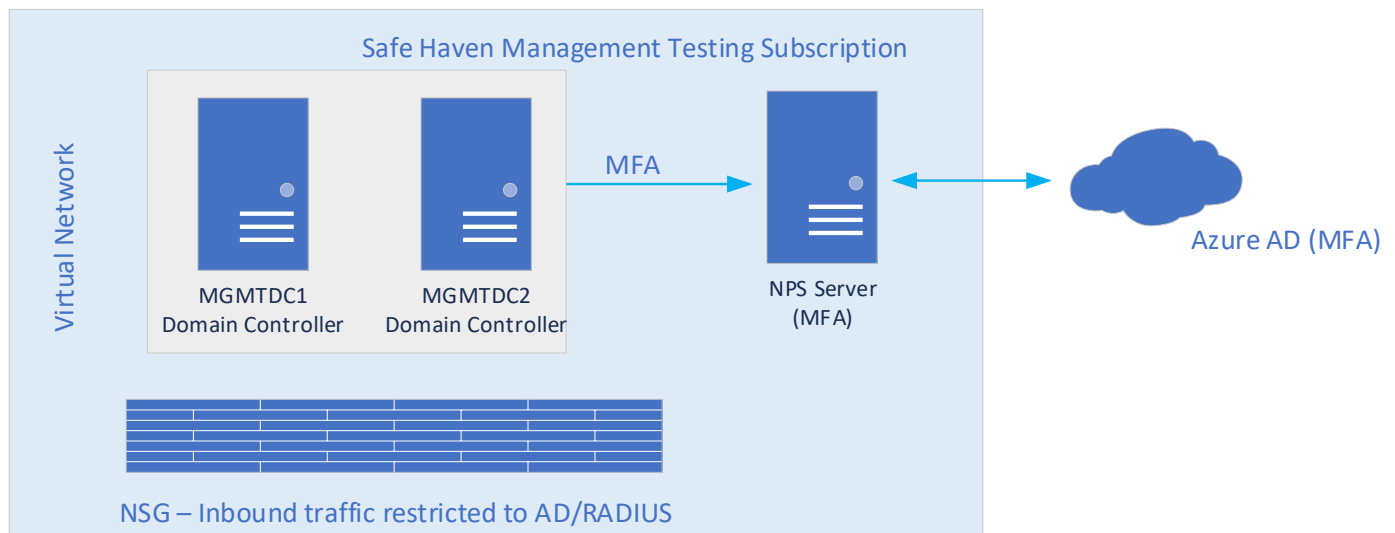 Safe Haven Management Testing Subscription
Virtual Network
MFA
MGMTDC1
Domain Controller
MGMTDC2
Domain Controller
NPS Server
(MFA)
Azure AD (MFA)
NSG – Inbound traffic restricted to AD/RADIUS